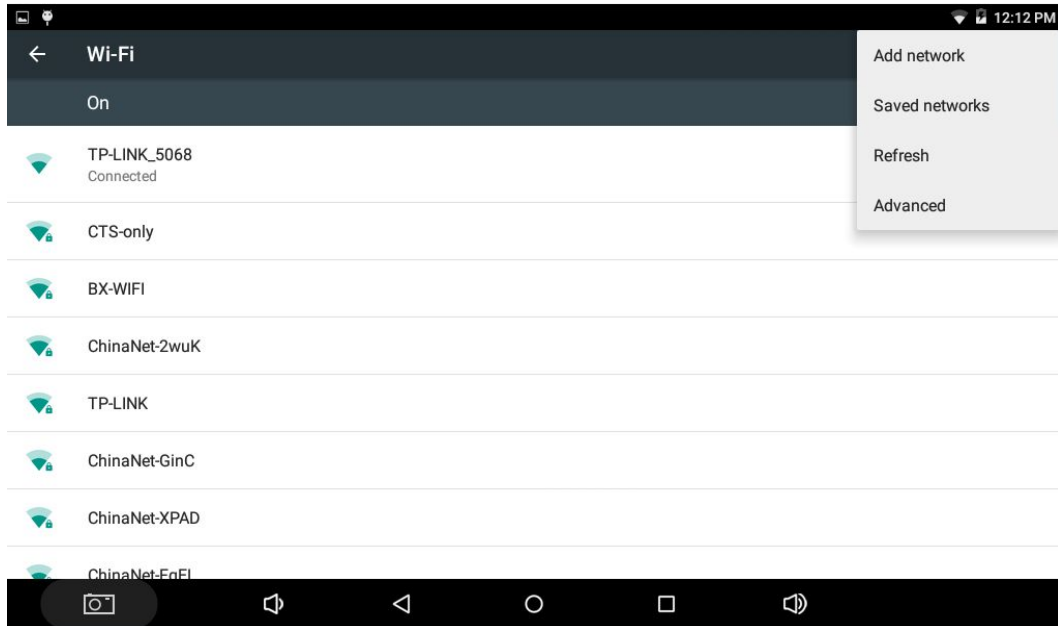 12:12 PM
Wi-Fi
On
Add network
Saved networks
Refresh
Advanced
TP-LINK_5068
Connected
CTS-only
BX-WIFI
ChinaNet-2wuK
TP-LINK
ChinaNet-GinC
ChinaNet-XPAD